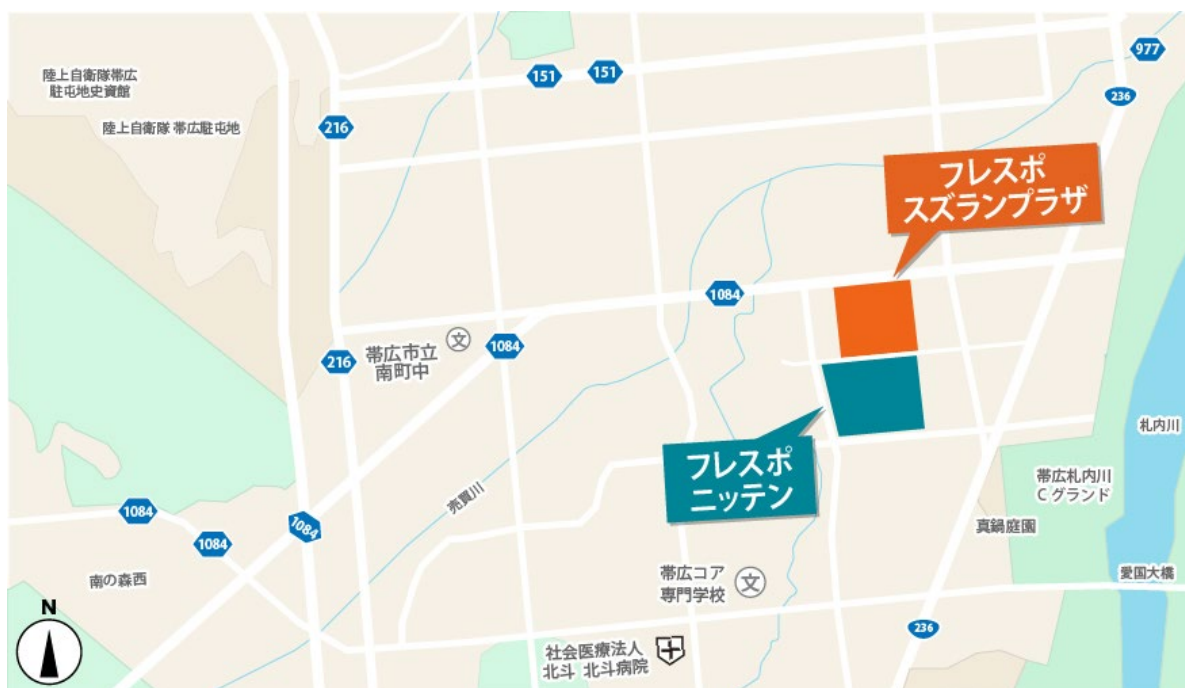 陸上自衛隊帯広
駐屯地史資館
陸上自衛隊 帯広駐屯地
151
151
977
236
216
フレスポ
スズランプラザ
1084
216
帯広市立
南町中
文
1084
フレスポ
ニッテン
札内川
帯広札内川
C グランド
売買川
真鍋庭園
1084
1084
1084
南の森西
帯広コア
専門学校
文
愛国大橋
N
236
社会医療法人
北斗 北斗病院